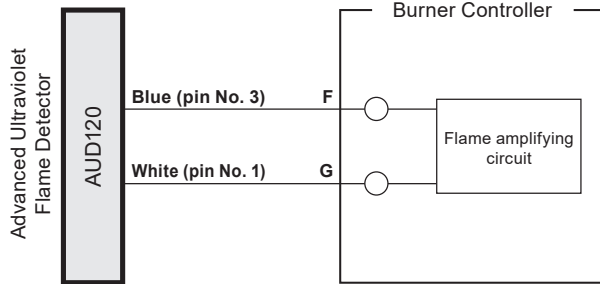 Burner Controller
Advanced Ultraviolet
Flame Detector
AUD120
Blue (pin No. 3)
F
White (pin No. 1)
G
Flame amplifying
circuit